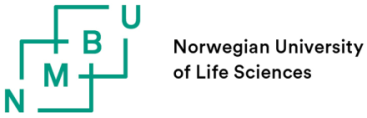 N M B U
Norwegian University
of Life Sciences